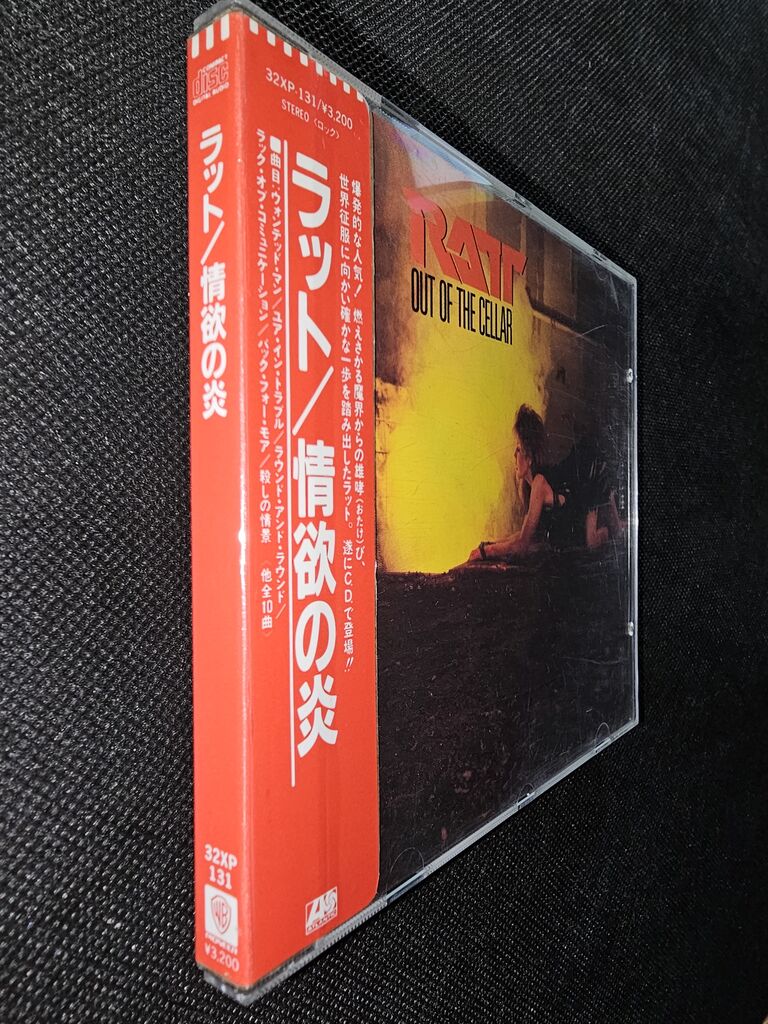 COMPACT
disc
DIGITAL AUDIO
ラット/情欲の炎
32XP
131
WB
PIONEER
¥3,200
32XP-131/¥3,200
STEREO〈ロック〉
爆発的な人気! 燃えさかる魔界からの雄哮(おたけ)び、
世界征服に向かい確かな一歩を踏み出したラット。遂にC.D.で登場!!
ラット/情欲の炎
■曲目:ウォンテッド・マン/ユア・イン・トラブル/ラウンド・アンド・ラウンド/
ラック・オブ・コミュニケーション/バック・フォー・モア/殺しの情景 〈他全10曲〉
ATLANTIC
RATT
OUT OF THE CELLAR